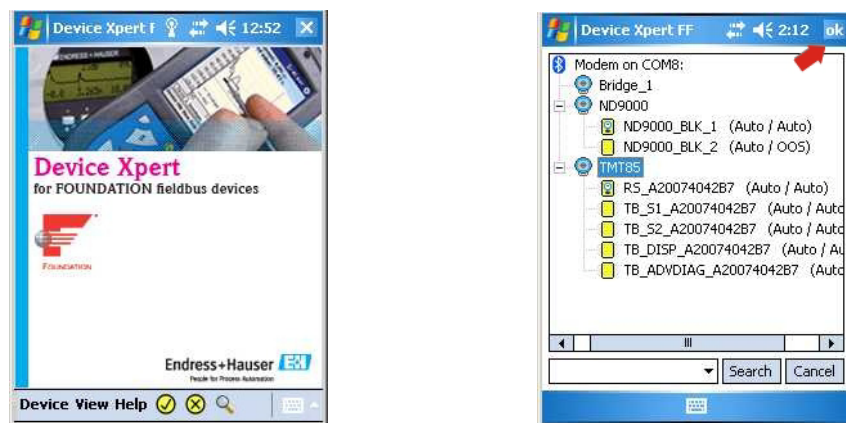 Device Xpert F 12:52
Device Xpert
for FOUNDATION fieldbus devices
FOUNDATION
Endress+Hauser EH
People for Process Automation
Device View Help
Device Xpert FF 2:12 ok
Modem on COM8:
Bridge_1
ND9000
ND9000_BLK_1 (Auto / Auto)
ND9000_BLK_2 (Auto / OOS)
TMT85
RS_A20074042B7 (Auto / Auto)
TB_S1_A20074042B7 (Auto / Auto
TB_S2_A20074042B7 (Auto / Auto
TB_DISP_A20074042B7 (Auto / Au
TB_ADVDIAG_A20074042B7 (Auto
Search Cancel